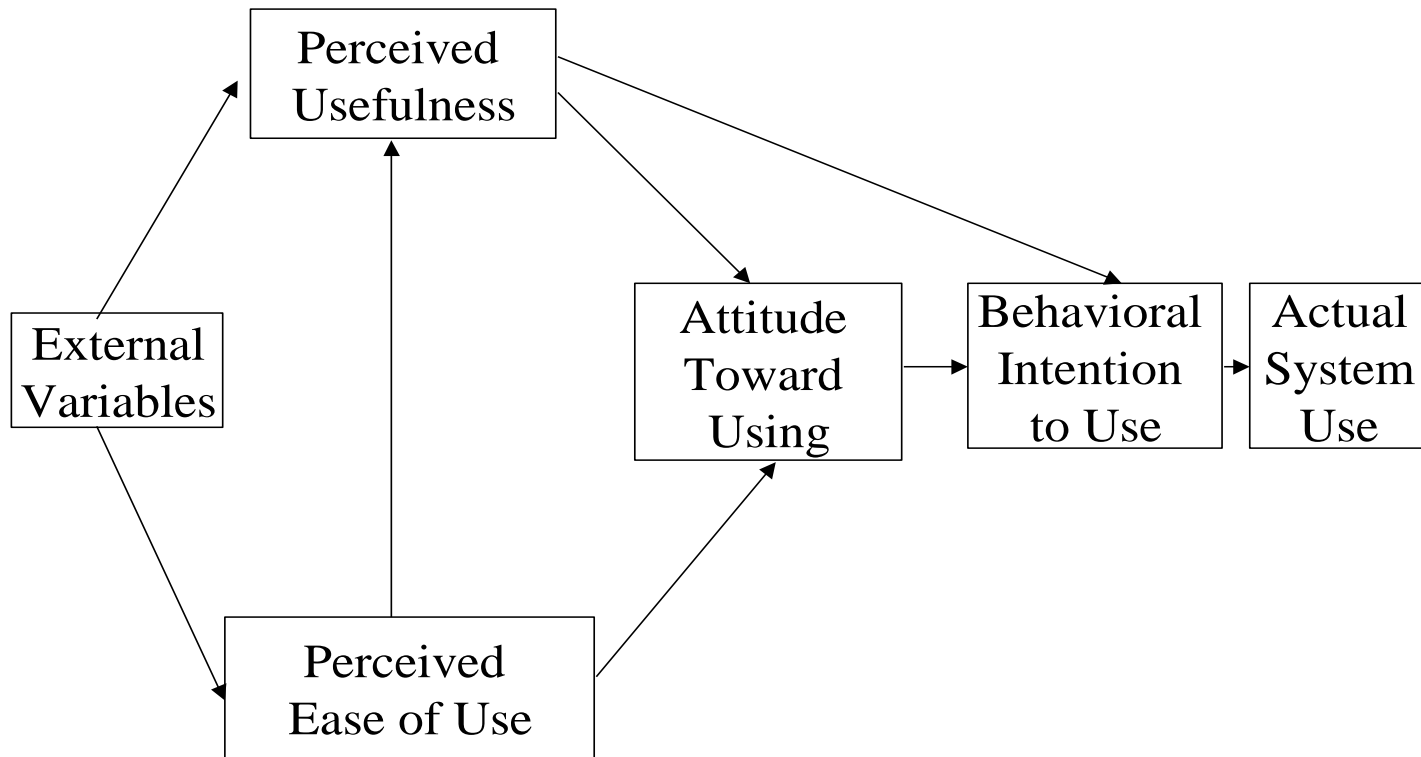 Perceived
Usefulness
External
Variables
Attitude
Toward
Using
Behavioral
Intention
to Use
Actual
System
Use
Perceived
Ease of Use